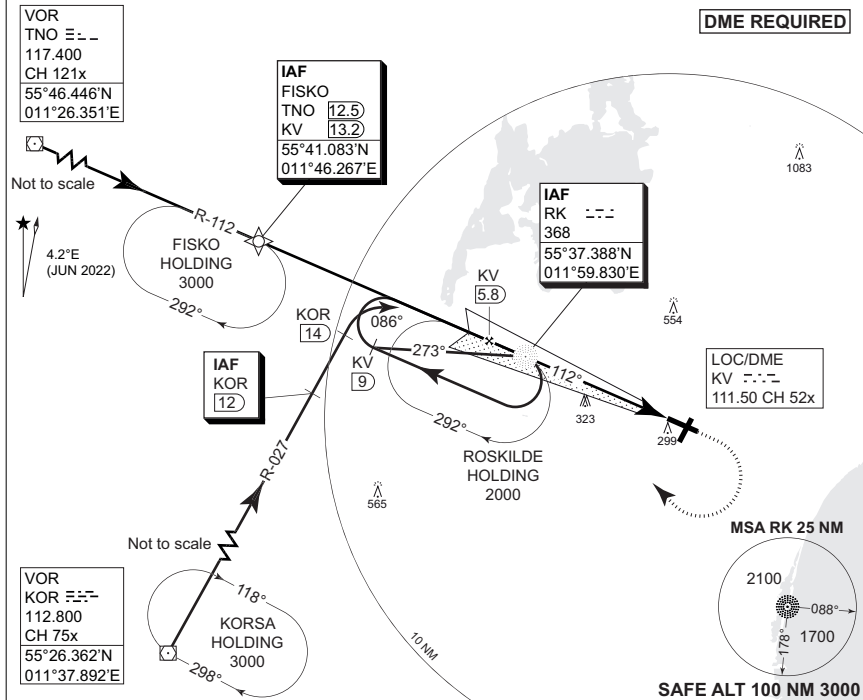 VOR
TNO
117.400
CH 121x
55°46.446'N
011°26.351'E
DME REQUIRED
IAF
FISKO
TNO 12.5
KV 13.2
55°41.083'N
011°46.267'E
1083
Not to scale
R-112
IAF
RK
368
55°37.388'N
011°59.830'E
4.2°E
(JUN 2022)
FISKO
HOLDING
3000
292°
KV
5.8
554
KOR
14
086°
273°
KV
9
112°
LOC/DME
KV
111.50 CH 52x
IAF
KOR
12
323
299
292°
ROSKILDE
HOLDING
2000
R-027
565
Not to scale
MSA RK 25 NM
2100
088°
178°
1700
VOR
KOR
112.800
CH 75x
55°26.362'N
011°37.892'E
118°
KORSA
HOLDING
3000
298°
10 NM
SAFE ALT 100 NM 3000